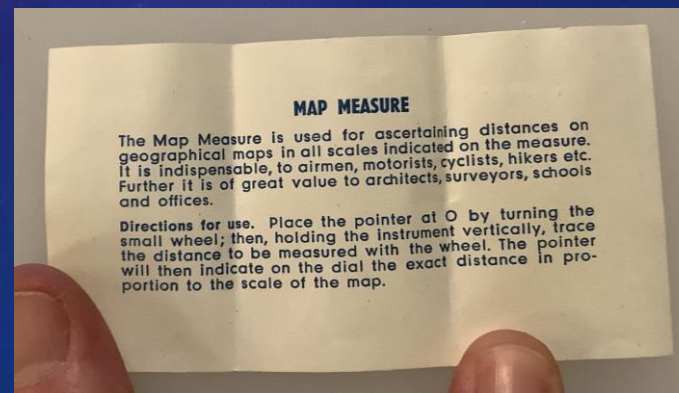 MAP MEASURE
The Map Measure is used for ascertaining distances on
geographical maps in all scales indicated on the measure.
It is indispensable, to airmen, motorists, cyclists, hikers etc.
Further it is of great value to architects, surveyors, schools
and offices.
Directions for use. Place the pointer at O by turning the
small wheel; then, holding the instrument vertically, trace
the distance to be measured with the wheel. The pointer
will then indicate on the dial the exact distance in pro-
portion to the scale of the map.